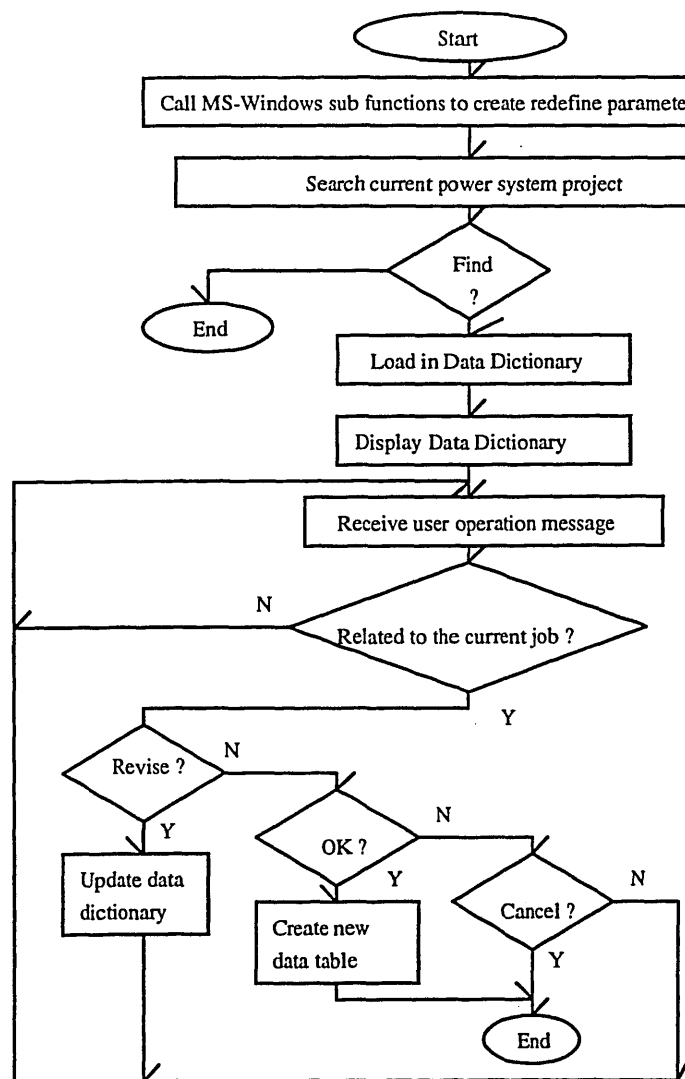 Start
Call MS-Windows sub functions to create redefine paramete
Search current power system project
Find
?
End
Load in Data Dictionary
Display Data Dictionary
Receive user operation message
N
Related to the current job ?
Y
Revise ?
N
Y
OK ?
N
Y
Update data
dictionary
Create new
data table
Cancel ?
N
Y
End